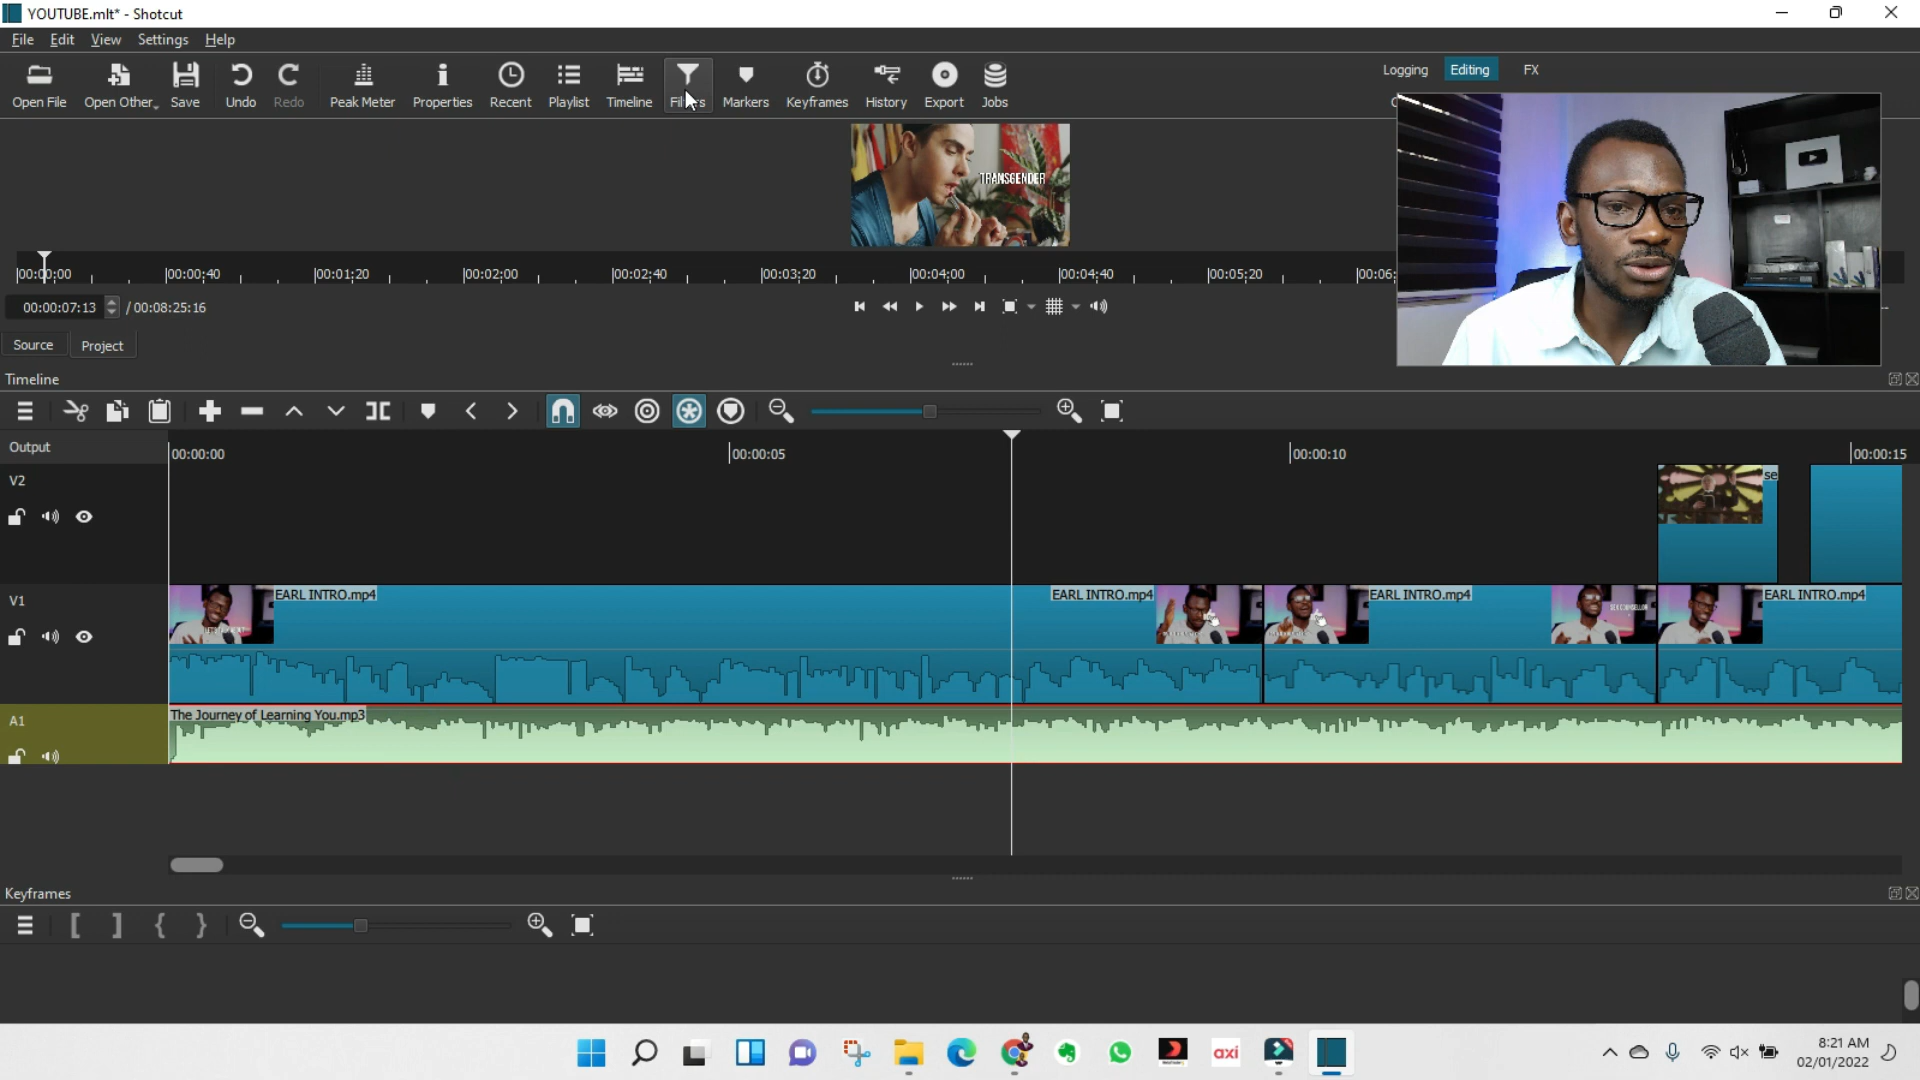 YOUTUBE.mlt* - Shotcut
File Edit View Settings Help
Open File Open Other Save Undo Redo Peak Meter Properties Recent Playlist Timeline Filters Markers Keyframes History Export Jobs
Logging Editing FX
TRANSGENDER
00:00:00 00:00:40 00:01:20 00:02:00 00:02:40 00:03:20 00:04:00 00:04:40 00:05:20 00:06:
00:00:07:13 / 00:08:25:16
Source Project
Timeline
Output
00:00:00 00:00:05 00:00:10 00:00:15
V2
se
V1
EARL INTRO.mp4 EARL INTRO.mp4 EARL INTRO.mp4 EARL INTRO.mp4
SEX COUNSELLOR
A1
The Journey of Learning You.mp3
Keyframes
axi
8:21 AM
02/01/2022